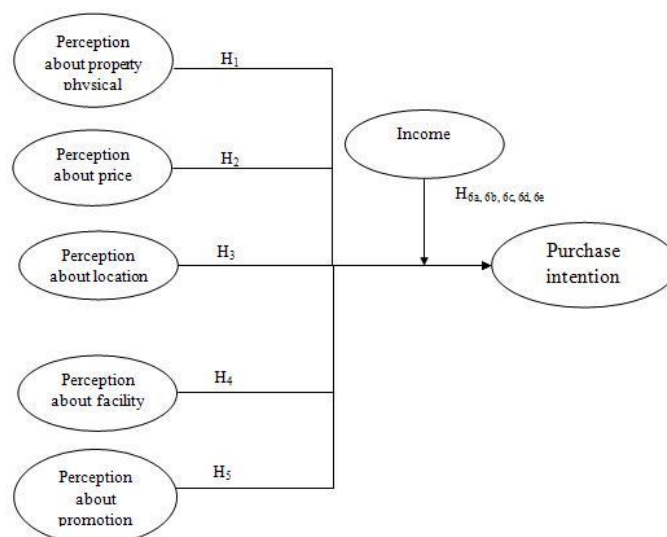 Perception
about property
physical
H1
Income
Perception
about price
H2
H6a, 6b, 6c, 6d, 6e
Perception
about location
H3
Purchase
intention
Perception
about facility
H4
Perception
about
promotion
H5